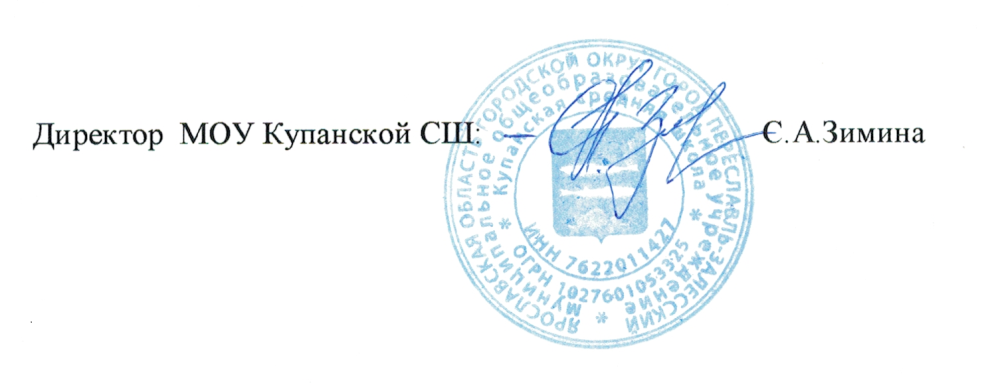 Директор МОУ Купанской СШ: Є.А.Зимина
ЯРОСЛАВСКАЯ ОБЛАСТЬ ГОРОДСКОЙ ОКРУГ ГОРОД ПЕРЕСЛАВЛЬ-ЗАЛЕССКИЙ
муниципальное общеобразовательное учреждение
Купанская средняя школа
ИНН 7622011427
ОГРН 1027601053325